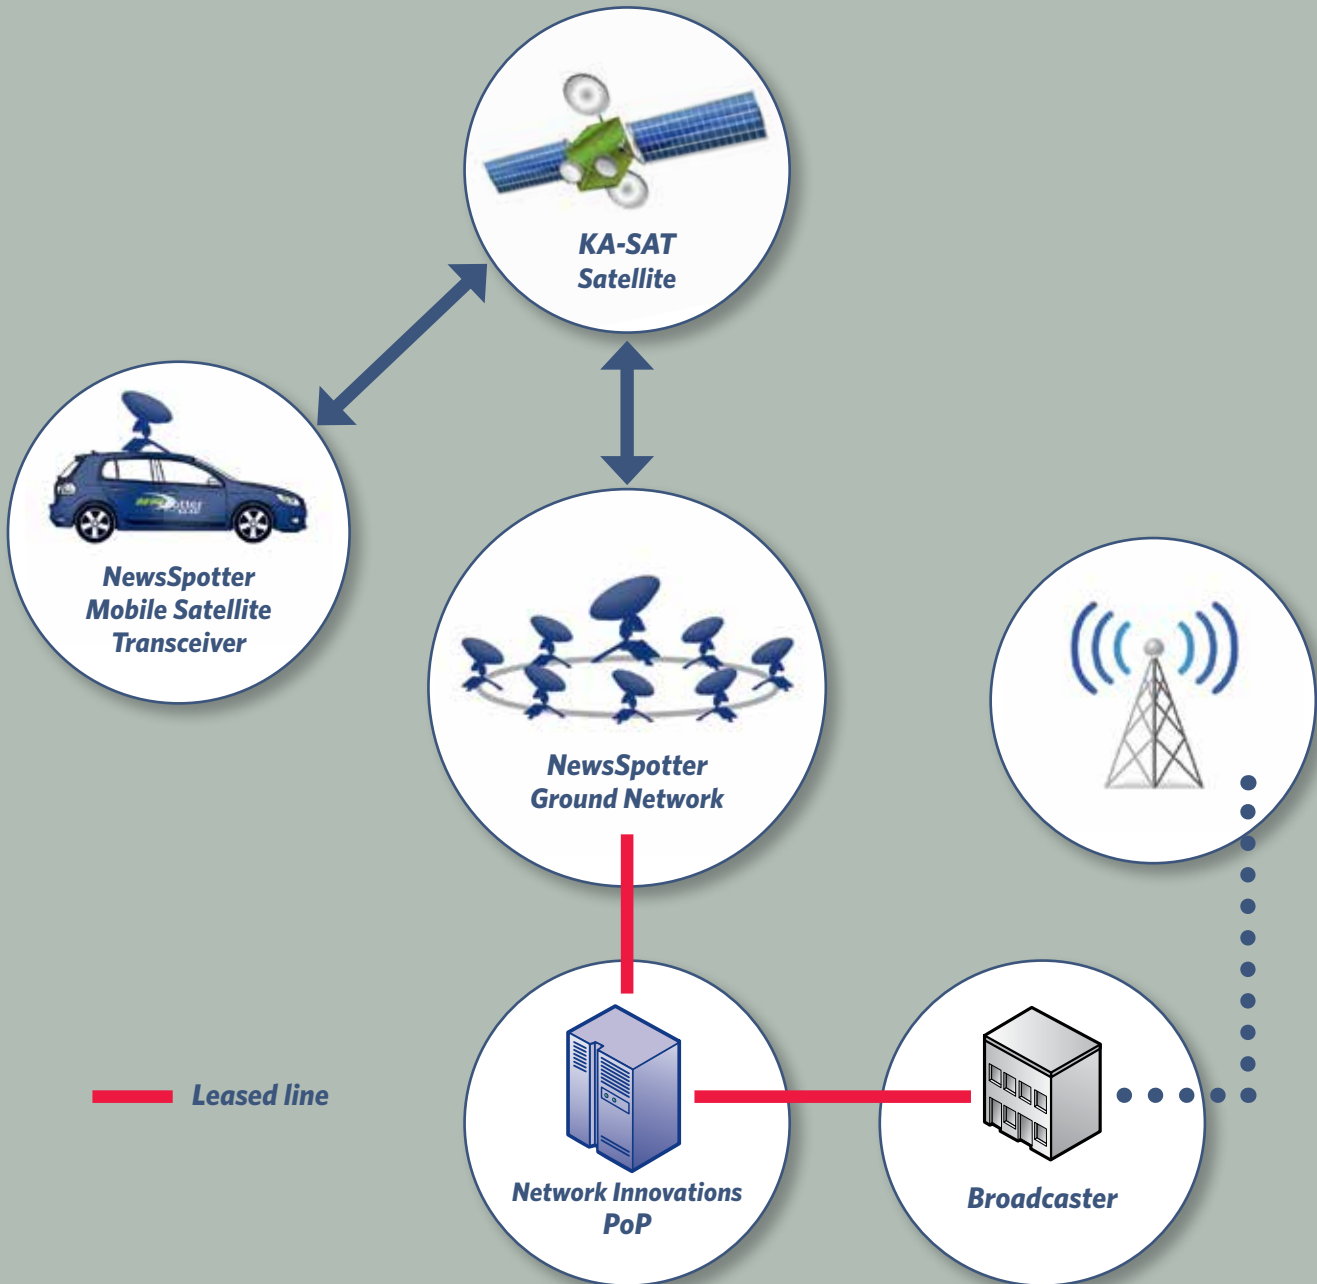 KA-SAT
Satellite
NewsSpotter
Mobile Satellite
Transceiver
NewsSpotter
Ground Network
Leased line
Network Innovations
PoP
Broadcaster